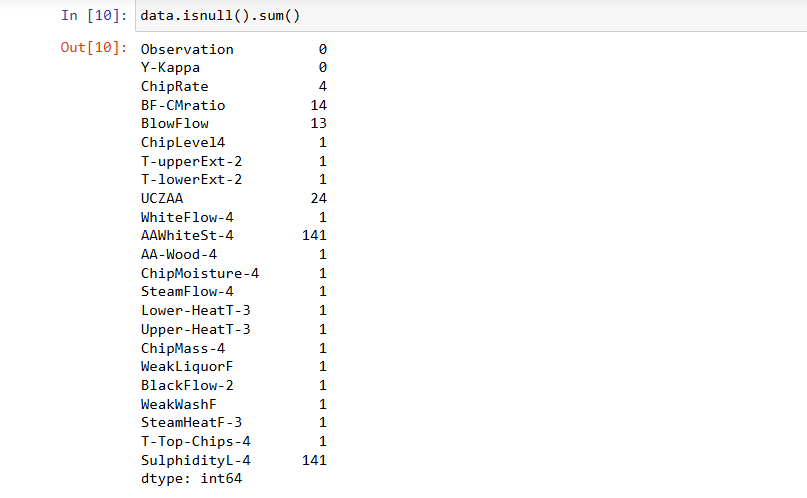 In [10]: data.isnull().sum()
Out[10]: Observation 0
Y-Kappa 0
ChipRate 4
BF-CMratio 14
BlowFlow 13
ChipLevel4 1
T-upperExt-2 1
T-lowerExt-2 1
UCZAA 24
WhiteFlow-4 1
AAWhiteSt-4 141
AA-Wood-4 1
ChipMoisture-4 1
SteamFlow-4 1
Lower-HeatT-3 1
Upper-HeatT-3 1
ChipMass-4 1
WeakLiquorF 1
BlackFlow-2 1
WeakWashF 1
SteamHeatF-3 1
T-Top-Chips-4 1
SulphidityL-4 141
dtype: int64